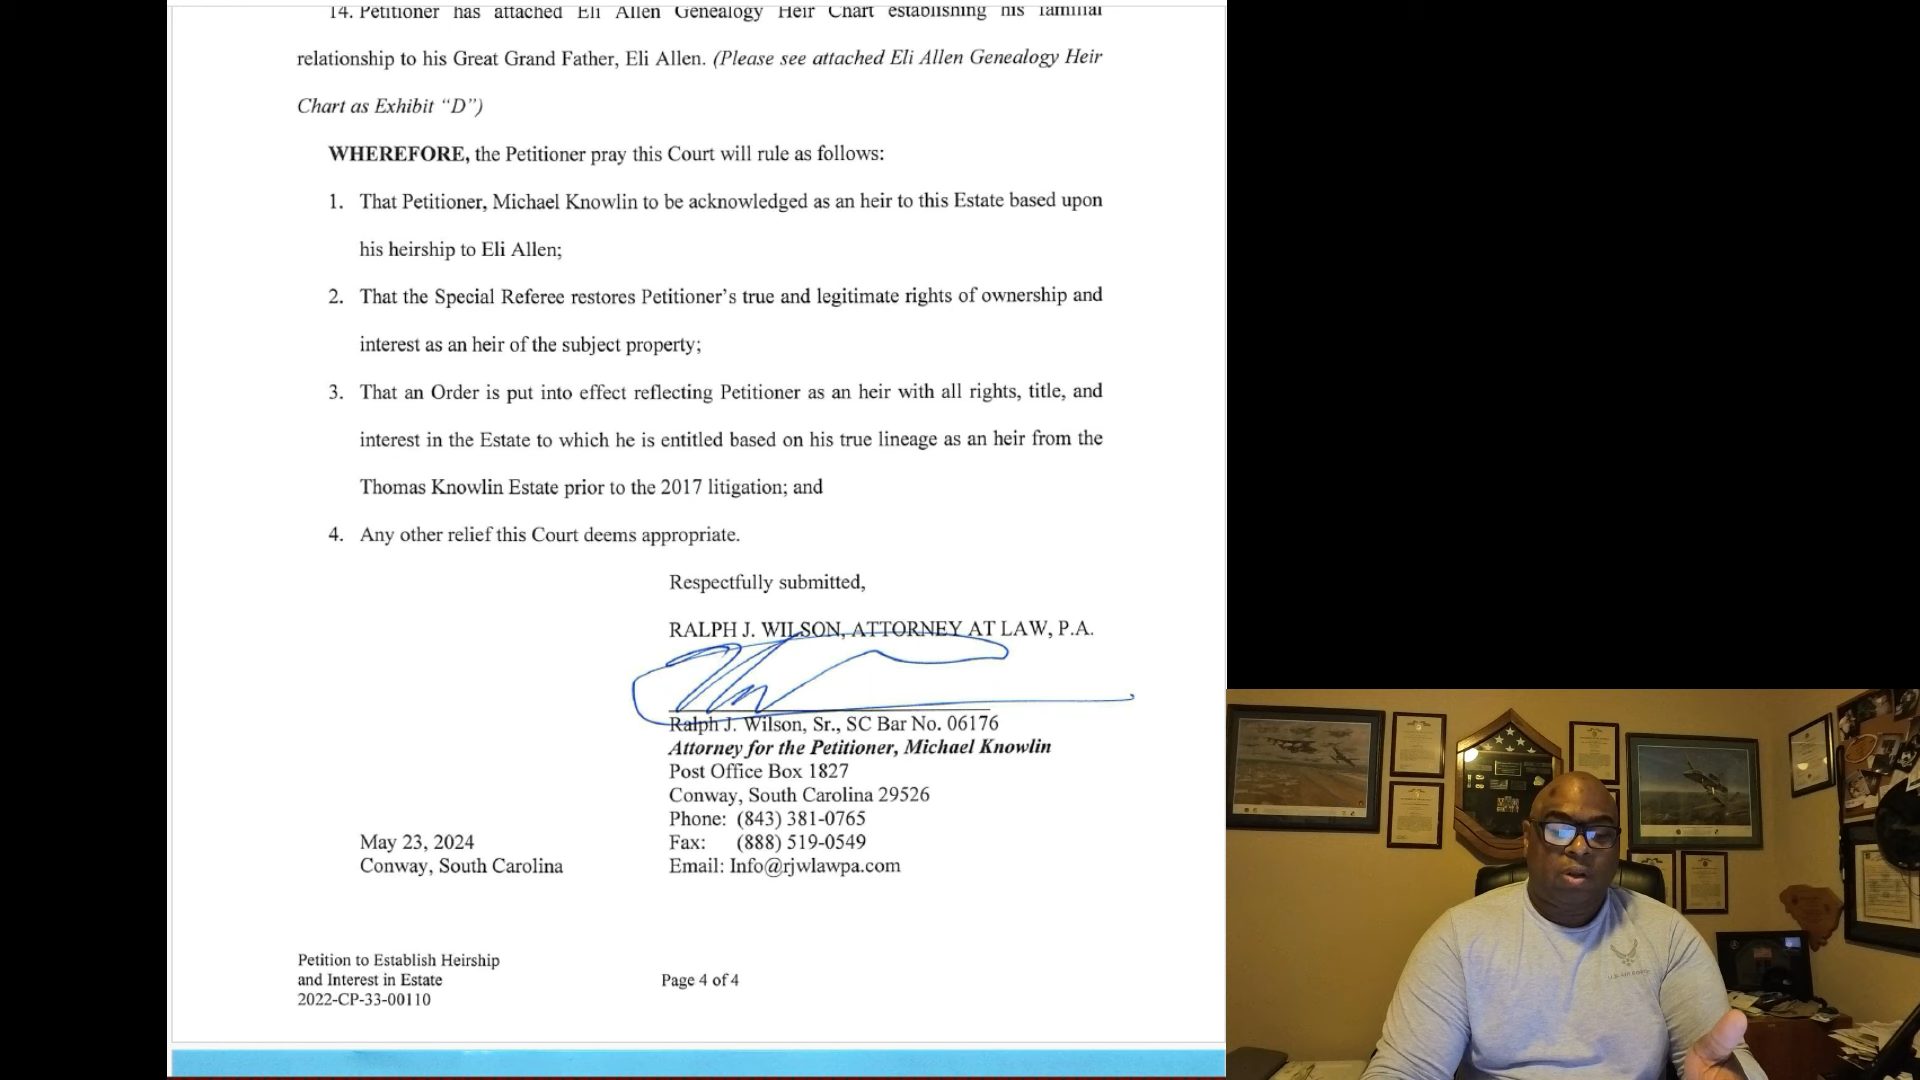 14. Petitioner has attached Eli Allen Genealogy Heir Chart establishing his familial
relationship to his Great Grand Father, Eli Allen. (Please see attached Eli Allen Genealogy Heir
Chart as Exhibit “D”)
WHEREFORE, the Petitioner pray this Court will rule as follows:
1. That Petitioner, Michael Knowlin to be acknowledged as an heir to this Estate based upon
his heirship to Eli Allen;
2. That the Special Referee restores Petitioner’s true and legitimate rights of ownership and
interest as an heir of the subject property;
3. That an Order is put into effect reflecting Petitioner as an heir with all rights, title, and
interest in the Estate to which he is entitled based on his true lineage as an heir from the
Thomas Knowlin Estate prior to the 2017 litigation; and
4. Any other relief this Court deems appropriate.
Respectfully submitted,
RALPH J. WILSON, ATTORNEY AT LAW, P.A.
Ralph J. Wilson, Sr., SC Bar No. 06176
Attorney for the Petitioner, Michael Knowlin
Post Office Box 1827
Conway, South Carolina 29526
Phone: (843) 381-0765
Fax: (888) 519-0549
Email: Info@rjwlawpa.com
May 23, 2024
Conway, South Carolina
Petition to Establish Heirship
and Interest in Estate
2022-CP-33-00110
Page 4 of 4
U.S. AIR FORCE